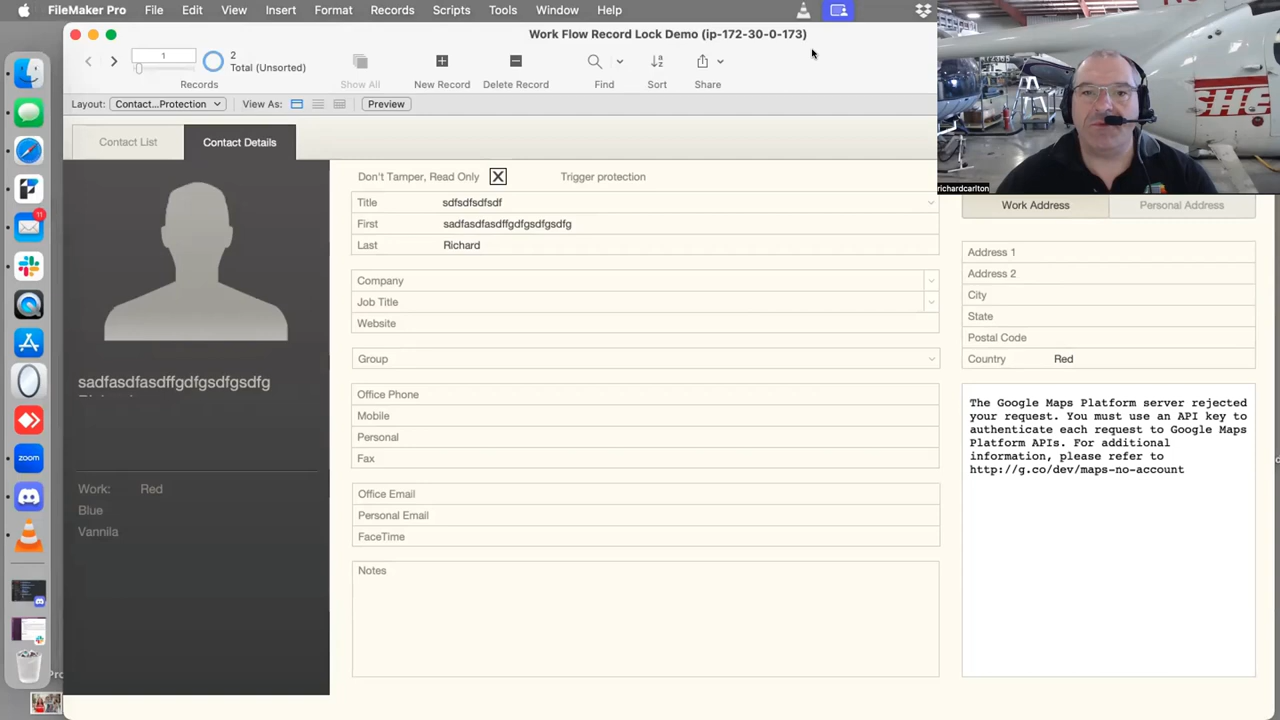 FileMaker Pro File Edit View Insert Format Records Scripts Tools Window Help
Work Flow Record Lock Demo (ip-172-30-0-173)
1
2
Total (Unsorted)
Records Show All New Record Delete Record Find Sort Share
Layout: Contact...Protection View As: Preview
Contact List Contact Details
richardcarlton
Don't Tamper, Read Only X Trigger protection
Title sdfsdfsdfsdf
First sadfasdfasdffgdfgsdfgsdfg
Last Richard
Company
Job Title
Website
Group
Office Phone
Mobile
Personal
Fax
Office Email
Personal Email
FaceTime
Notes
Work Address Personal Address
Address 1
Address 2
City
State
Postal Code
Country Red
The Google Maps Platform server rejected
your request. You must use an API key to
authenticate each request to Google Maps
Platform APIs. For additional
information, please refer to
http://g.co/dev/maps-no-account
sadfasdfasdffgdfgsdfgsdfg
Work: Red
Blue
Vannila
11
zoom